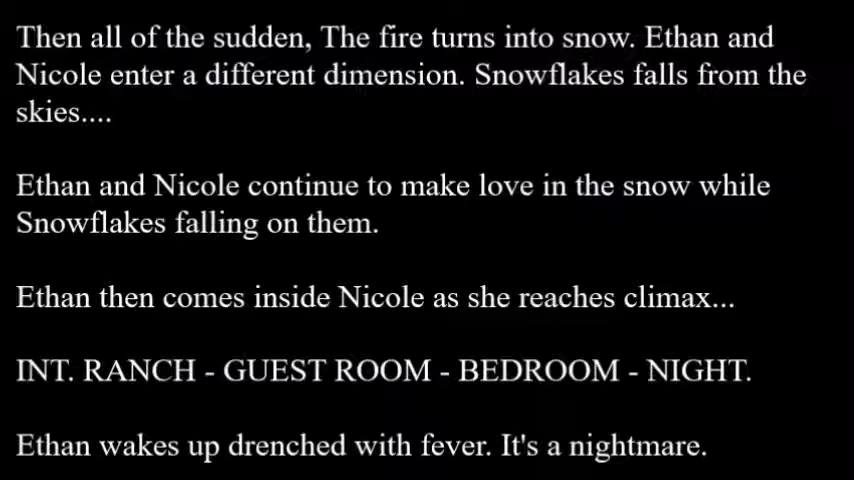 Then all of the sudden, The fire turns into snow. Ethan and
Nicole enter a different dimension. Snowflakes falls from the
skies....
Ethan and Nicole continue to make love in the snow while
Snowflakes falling on them.
Ethan then comes inside Nicole as she reaches climax...
INT. RANCH - GUEST ROOM - BEDROOM - NIGHT.
Ethan wakes up drenched with fever. It's a nightmare.